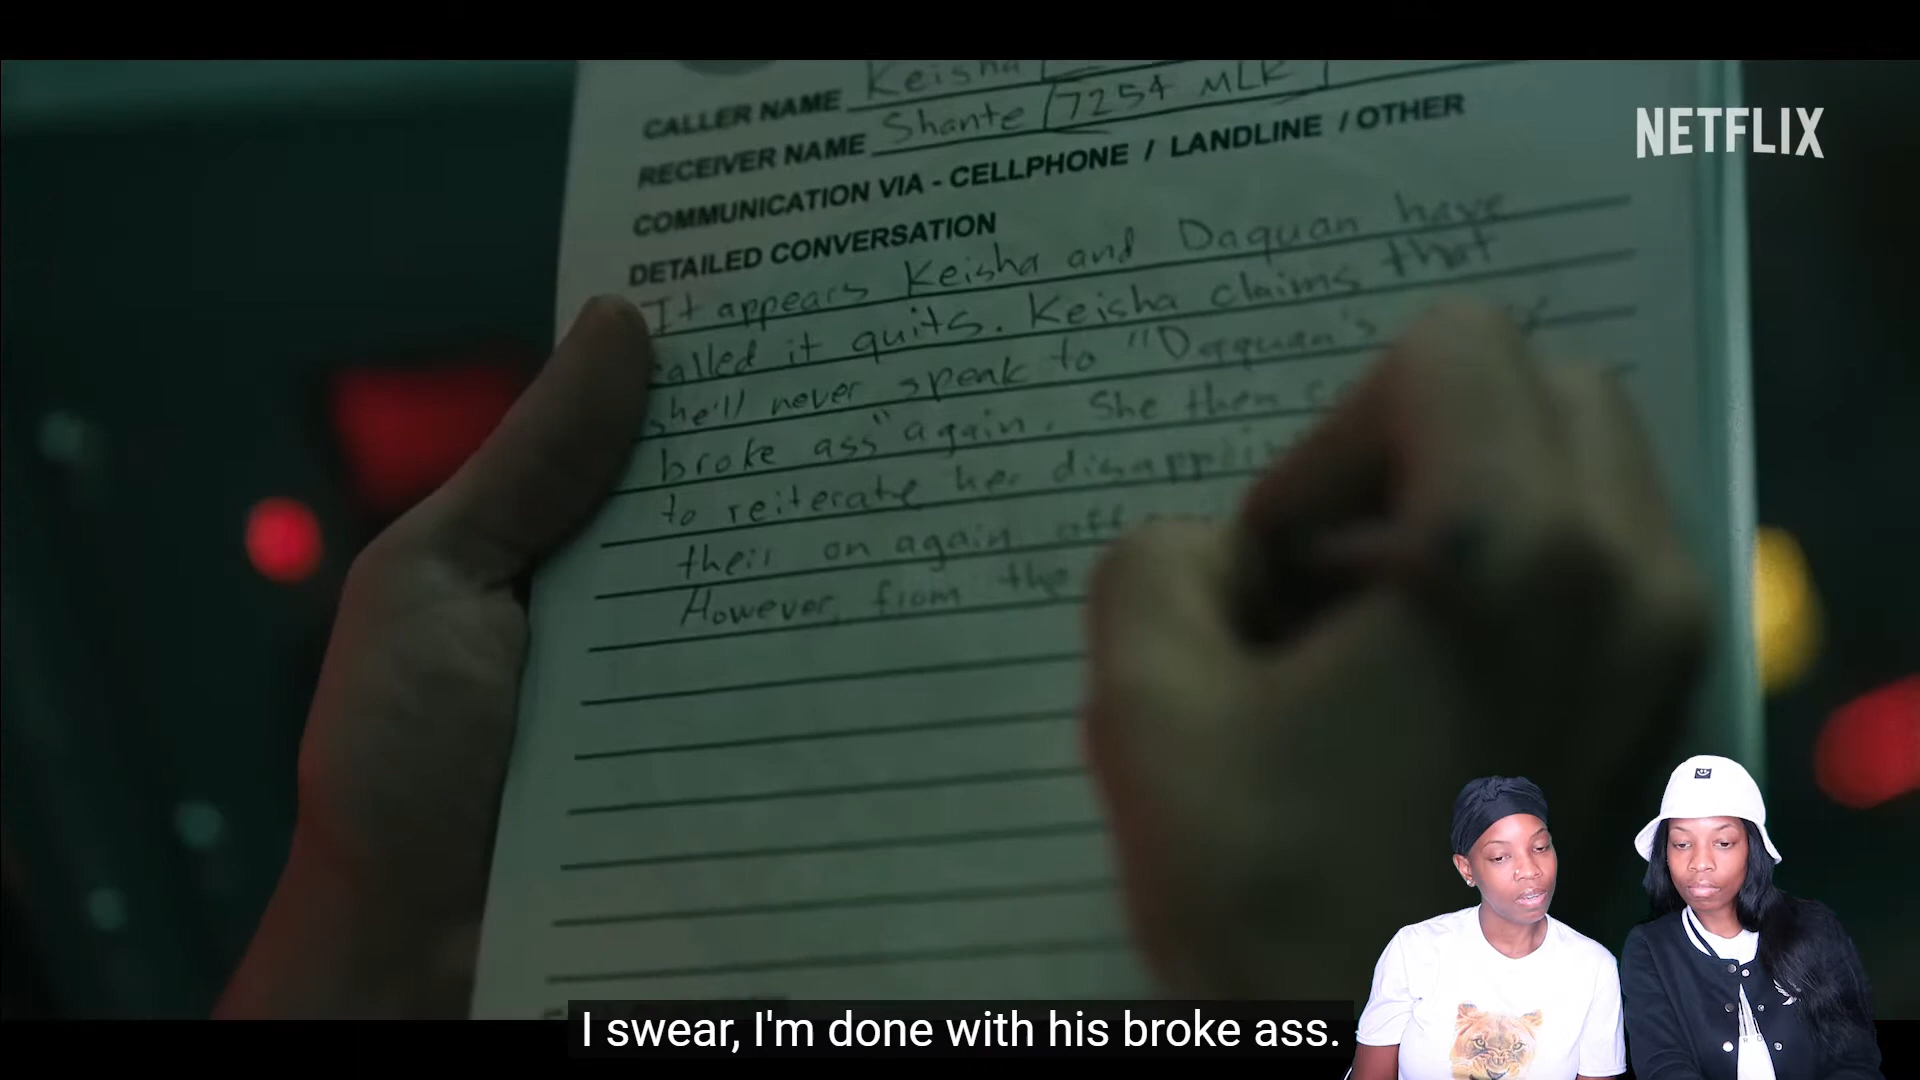 NETFLIX
CALLER NAME Keisha
RECEIVER NAME Shante / 7254 MLK
COMMUNICATION VIA - CELLPHONE / LANDLINE / OTHER
DETAILED CONVERSATION
It appears Keisha and Daquan have
called it quits. Keisha claims that
she'll never speak to "Daquan's
broke ass" again. She then
to reiterate her
their on again off
However, from the
I swear, I'm done with his broke ass.